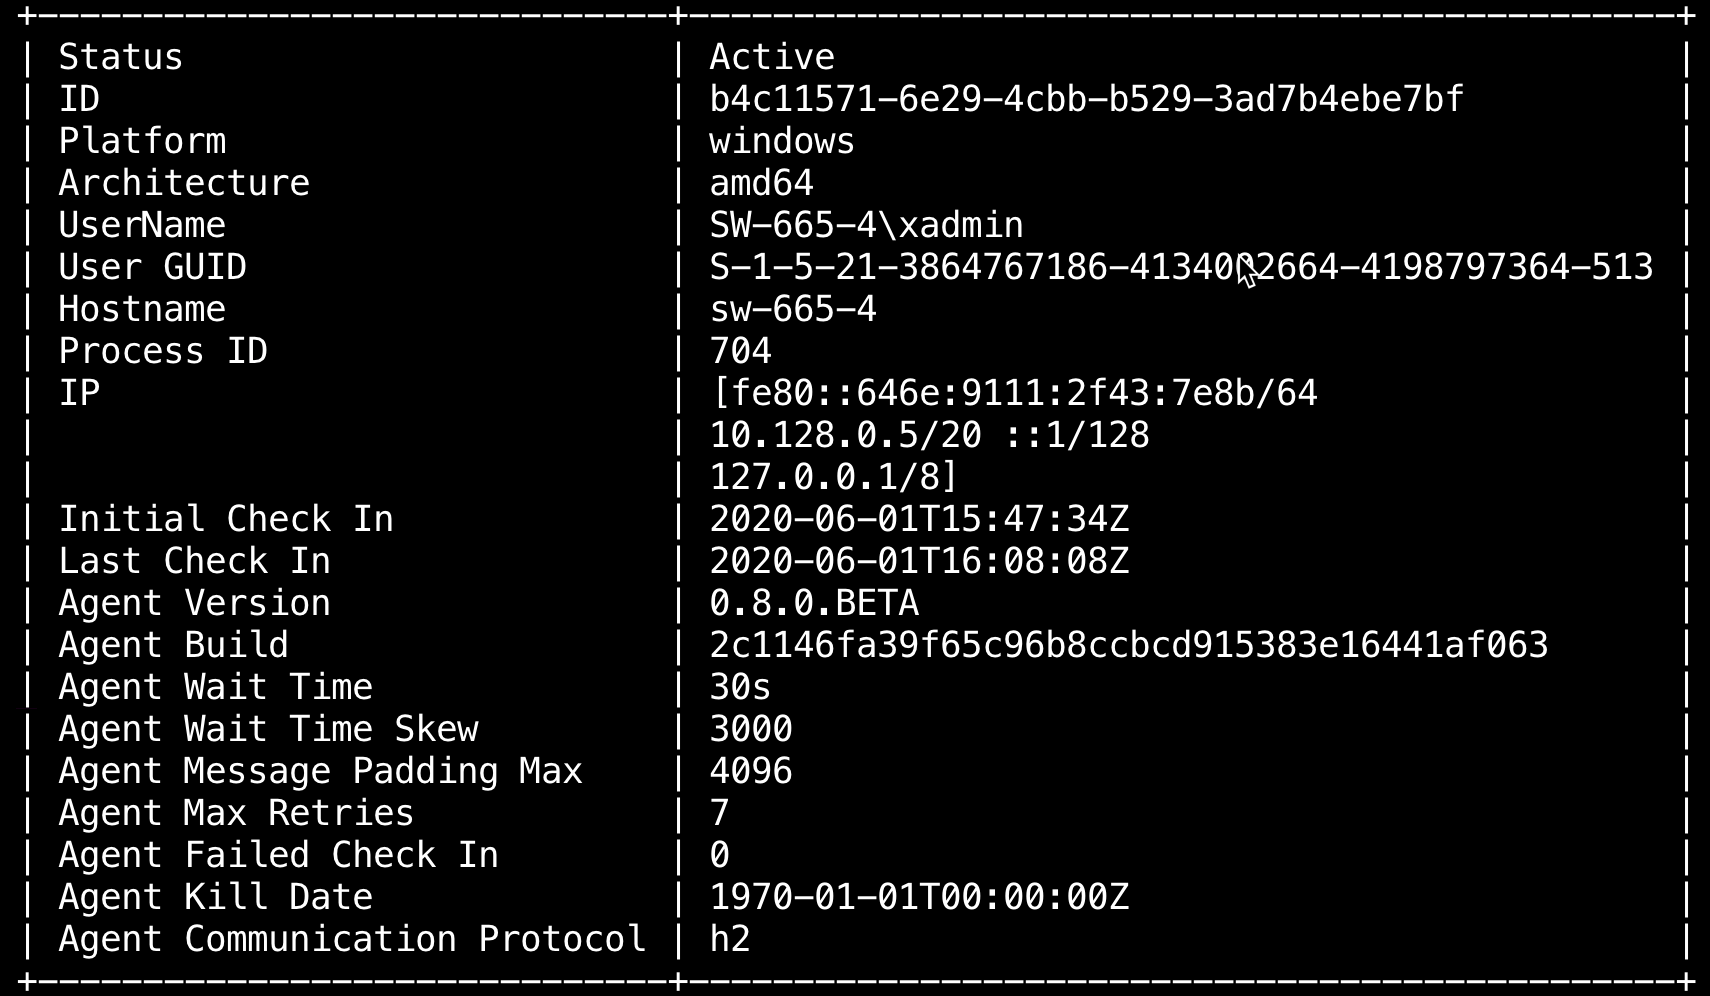 Status | Active
ID | b4c11571-6e29-4cbb-b529-3ad7b4ebe7bf
Platform | windows
Architecture | amd64
UserName | SW-665-4\xadmin
User GUID | S-1-5-21-3864767186-4134002664-4198797364-513
Hostname | sw-665-4
Process ID | 704
IP | [fe80::646e:9111:2f43:7e8b/64
10.128.0.5/20 ::1/128
127.0.0.1/8]
Initial Check In | 2020-06-01T15:47:34Z
Last Check In | 2020-06-01T16:08:08Z
Agent Version | 0.8.0.BETA
Agent Build | 2c1146fa39f65c96b8ccbcd915383e16441af063
Agent Wait Time | 30s
Agent Wait Time Skew | 3000
Agent Message Padding Max | 4096
Agent Max Retries | 7
Agent Failed Check In | 0
Agent Kill Date | 1970-01-01T00:00:00Z
Agent Communication Protocol | h2